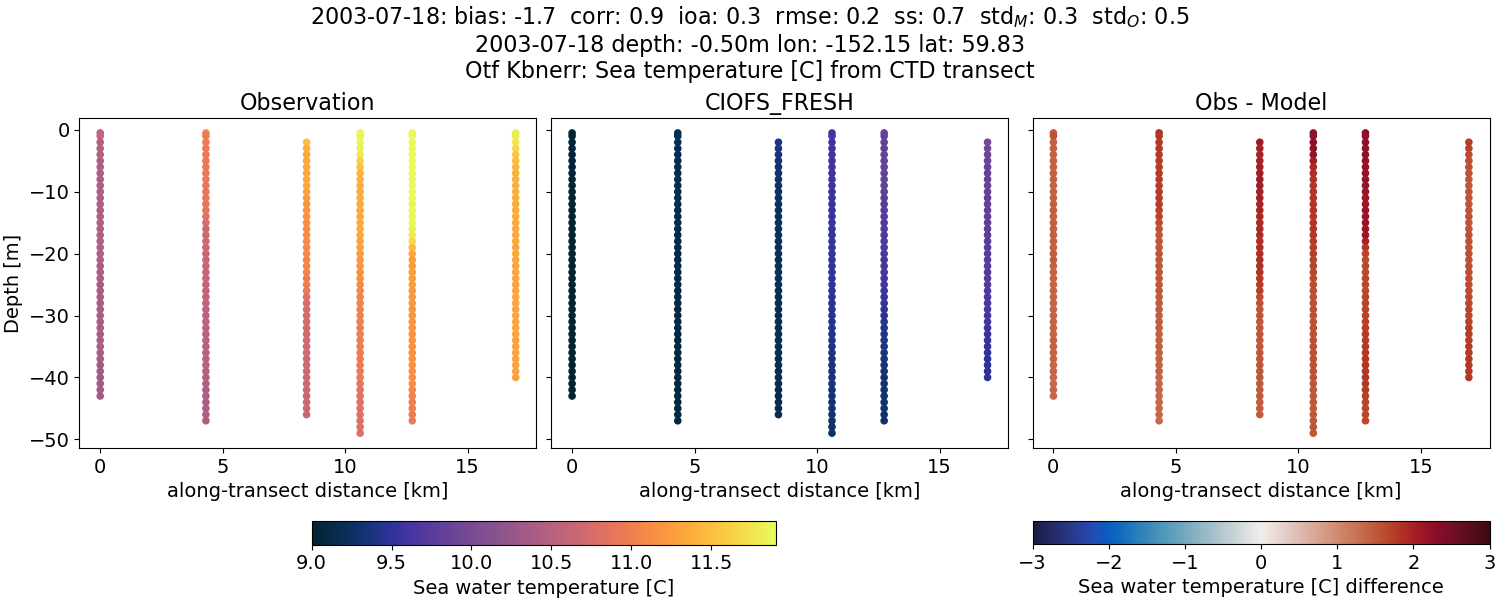 2003-07-18: bias: -1.7  corr: 0.9  ioa: 0.3  rmse: 0.2  ss: 0.7  std_M: 0.3  std_O: 0.5
2003-07-18 depth: -0.50m lon: -152.15 lat: 59.83
Otf Kbnerr: Sea temperature [C] from CTD transect
Observation
CIOFS_FRESH
Obs - Model
Depth [m]
0
−10
−20
−30
−40
−50
0 5 10 15
0 5 10 15
0 5 10 15
along-transect distance [km]
along-transect distance [km]
along-transect distance [km]
9.0 9.5 10.0 10.5 11.0 11.5
Sea water temperature [C]
−3 −2 −1 0 1 2 3
Sea water temperature [C] difference